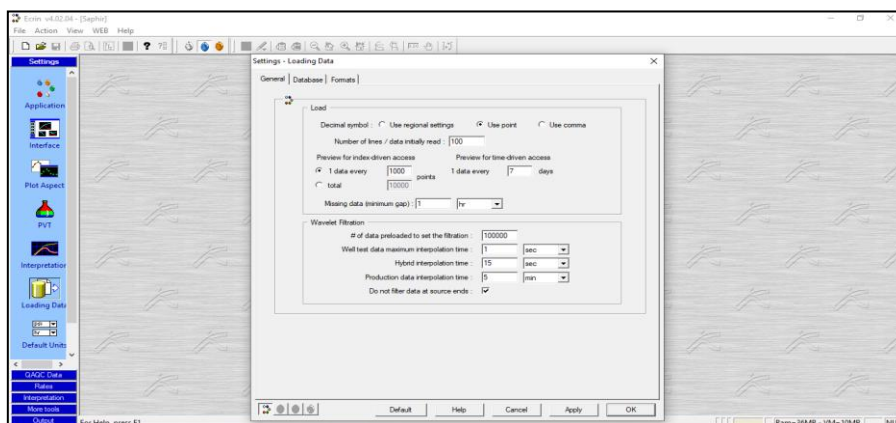 Ecrin v4.02.04 - [Saphir]
File Action View WEB Help
Settings
Application
Interface
Plot Aspect
PVT
Interpretation
Loading Data
Default Units
QAQC Data
Rates
Interpretation
More tools
Output
For Help, press F1
Settings - Loading Data
General Database Formats
Load
Decimal symbol : Use regional settings Use point Use comma
Number of lines / data initially read : 100
Preview for index-driven access Preview for time-driven access
1 data every 1000 points 1 data every 7 days
total 10000
Missing data (minimum gap) : 1 hr
Wavelet Filtration
# of data preloaded to set the filtration : 100000
Well test data maximum interpolation time : 1 sec
Hybrid interpolation time : 15 sec
Production data interpolation time : 5 min
Do not filter data at source ends :
Default Help Cancel Apply OK
Ram=36MB - VM=10MB